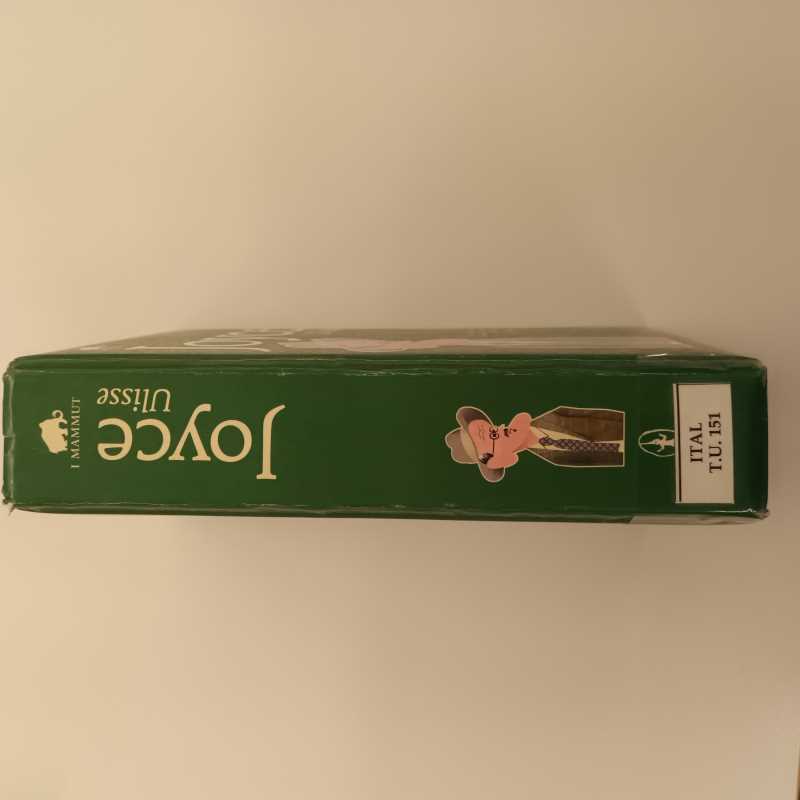 I MAMMUT
Joyce
Ulisse
ITAL
T.U. 151